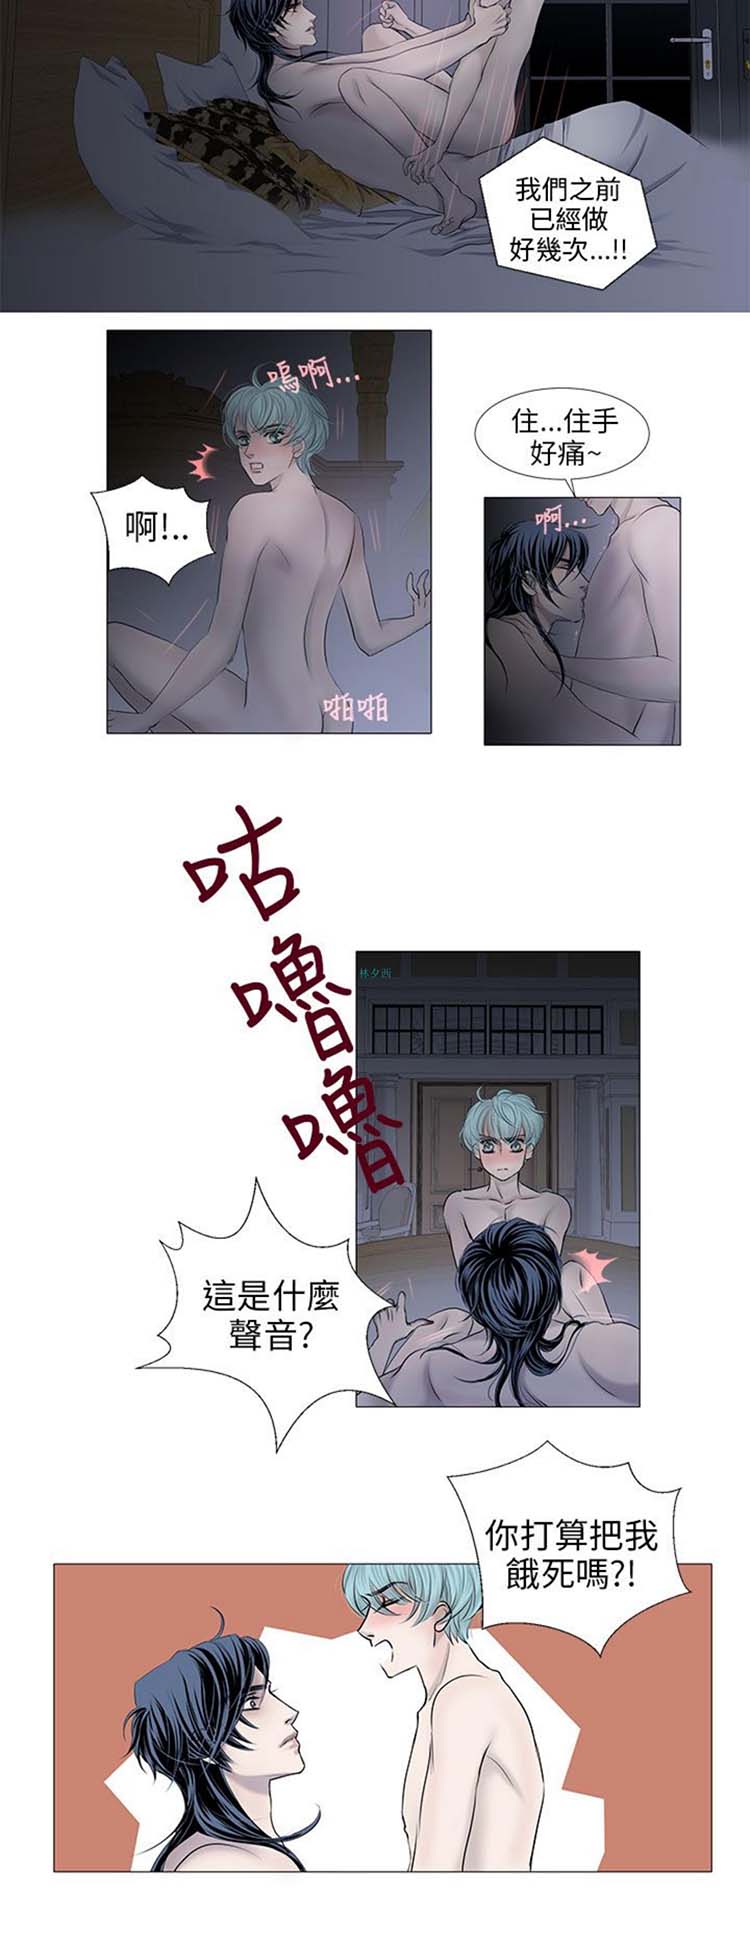 我們之前
已經做
好幾次...!!
嗚啊...
啊!..
啪啪
住...住手
好痛~
啊...
咕
嚕
嚕
林夕西
這是什麼
聲音?
你打算把我
餓死嗎?!